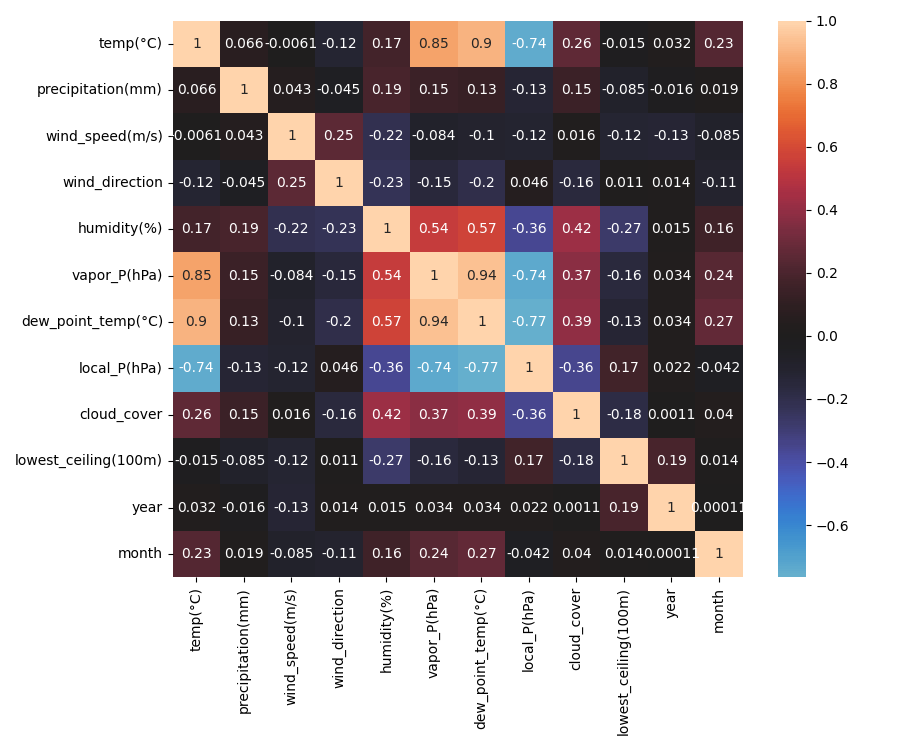 temp(°C) 1 0.066 -0.0061 -0.12 0.17 0.85 0.9 -0.74 0.26 -0.015 0.032 0.23
precipitation(mm) 0.066 1 0.043 -0.045 0.19 0.15 0.13 -0.13 0.15 -0.085 -0.016 0.019
wind_speed(m/s) -0.0061 0.043 1 0.25 -0.22 -0.084 -0.1 -0.12 0.016 -0.12 -0.13 -0.085
wind_direction -0.12 -0.045 0.25 1 -0.23 -0.15 -0.2 0.046 -0.16 0.011 0.014 -0.11
humidity(%) 0.17 0.19 -0.22 -0.23 1 0.54 0.57 -0.36 0.42 -0.27 0.015 0.16
vapor_P(hPa) 0.85 0.15 -0.084 -0.15 0.54 1 0.94 -0.74 0.37 -0.16 0.034 0.24
dew_point_temp(°C) 0.9 0.13 -0.1 -0.2 0.57 0.94 1 -0.77 0.39 -0.13 0.034 0.27
local_P(hPa) -0.74 -0.13 -0.12 0.046 -0.36 -0.74 -0.77 1 -0.36 0.17 0.022 -0.042
cloud_cover 0.26 0.15 0.016 -0.16 0.42 0.37 0.39 -0.36 1 -0.18 0.0011 0.04
lowest_ceiling(100m) -0.015 -0.085 -0.12 0.011 -0.27 -0.16 -0.13 0.17 -0.18 1 0.19 0.014
year 0.032 -0.016 -0.13 0.014 0.015 0.034 0.034 0.022 0.0011 0.19 1 0.00011
month 0.23 0.019 -0.085 -0.11 0.16 0.24 0.27 -0.042 0.04 0.014 0.00011 1
temp(°C)
precipitation(mm)
wind_speed(m/s)
wind_direction
humidity(%)
vapor_P(hPa)
dew_point_temp(°C)
local_P(hPa)
cloud_cover
lowest_ceiling(100m)
year
month
1.0
0.8
0.6
0.4
0.2
0.0
−0.2
−0.4
−0.6